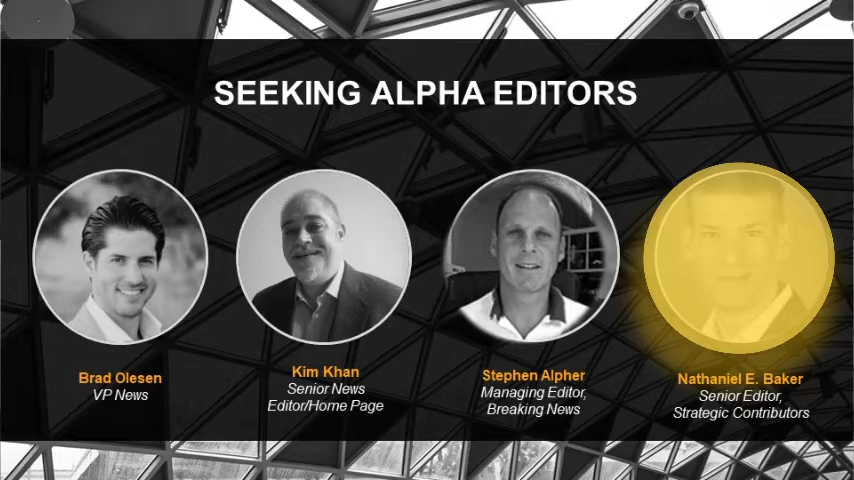 SEEKING ALPHA EDITORS
Brad Olesen
VP News
Kim Khan
Senior News
Editor/Home Page
Stephen Alpher
Managing Editor,
Breaking News
Nathaniel E. Baker
Senior Editor,
Strategic Contributors